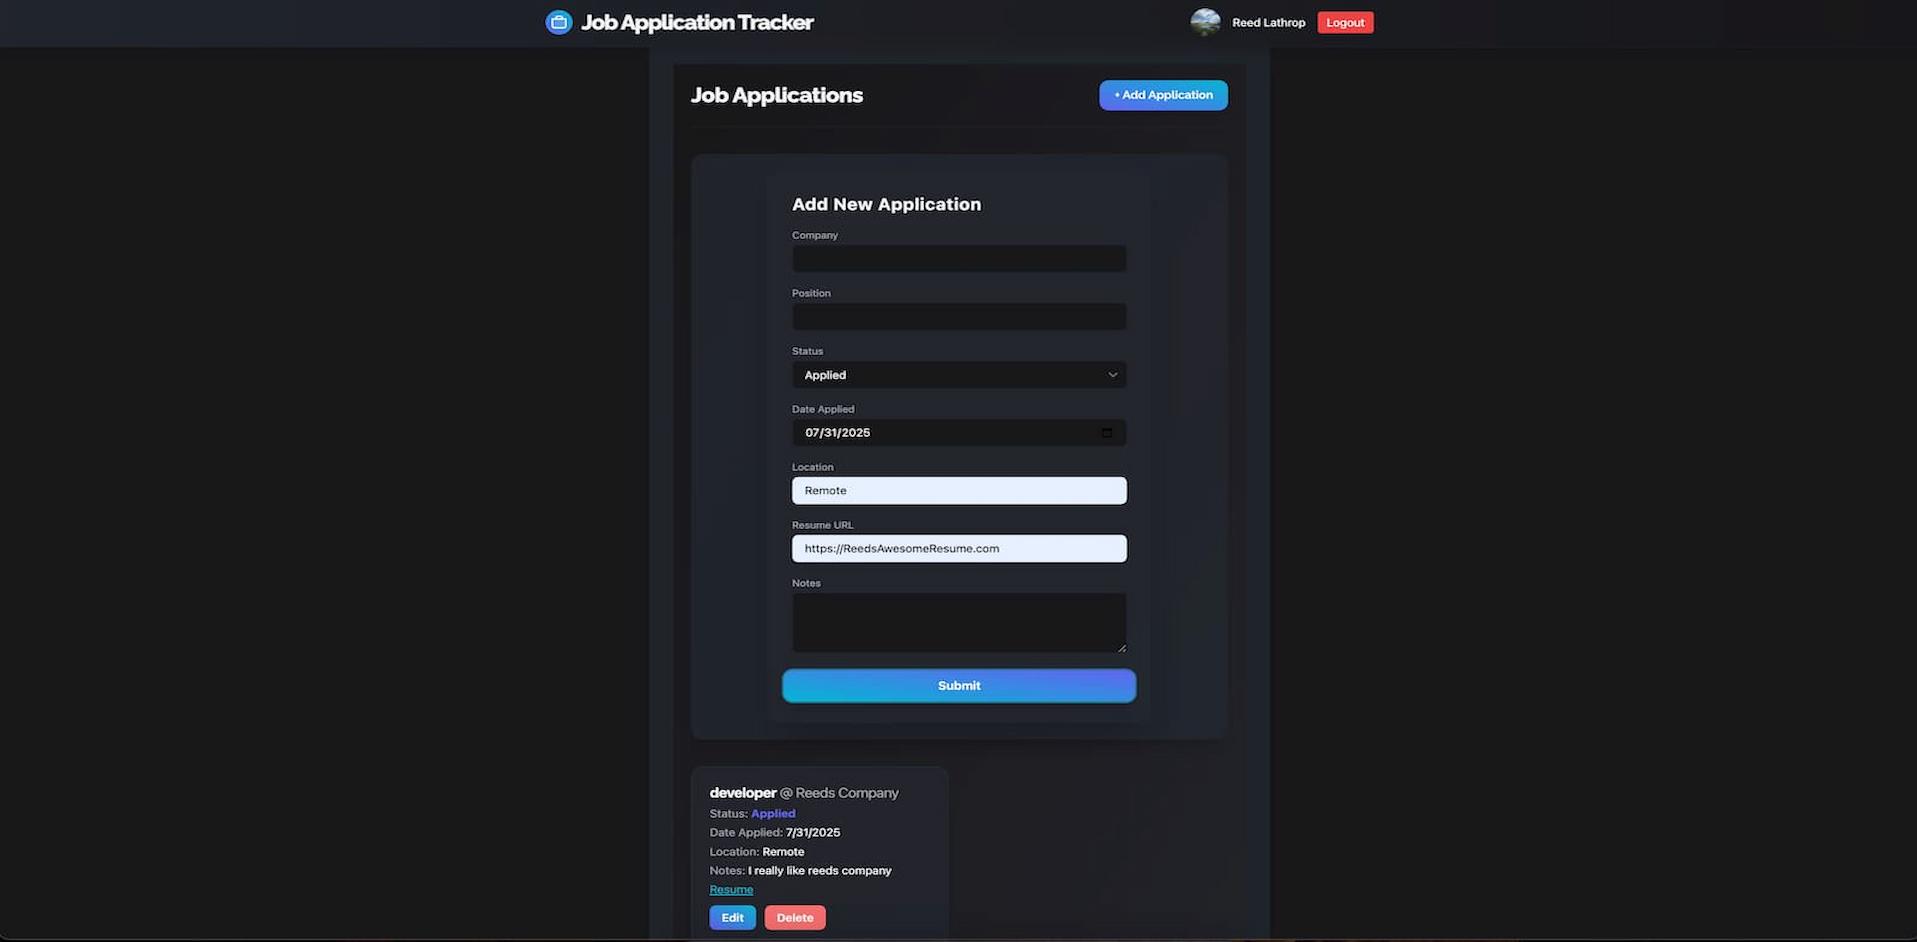 Job Application Tracker
Reed Lathrop
Logout
Job Applications
+ Add Application
Add New Application
Company
Position
Status
Applied
Date Applied
07/31/2025
Location
Remote
Resume URL
https://ReedsAwesomeResume.com
Notes
Submit
developer @ Reeds Company
Status: Applied
Date Applied: 7/31/2025
Location: Remote
Notes: I really like reeds company
Resume
Edit
Delete